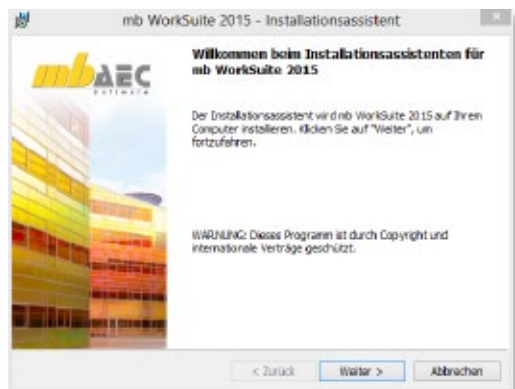 mb WorkSuite 2015 - Installationsassistent
mbAEC
Software
Willkommen beim Installationsassistenten für
mb WorkSuite 2015
Der Installationsassistent wird mb WorkSuite 2015 auf Ihrem
Computer installieren. Klicken Sie auf "Weiter", um
fortzufahren.
WARNUNG: Dieses Programm ist durch Copyright und
internationale Verträge geschützt.
< Zurück
Weiter >
Abbrechen